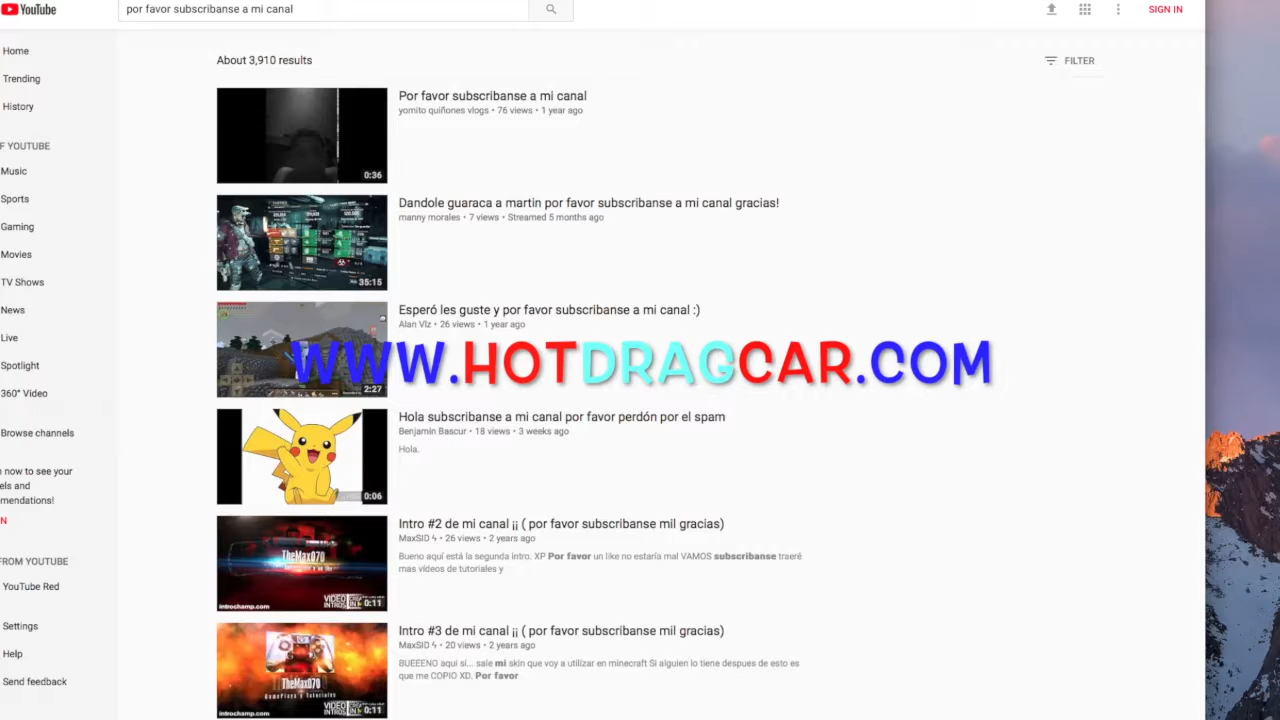 YouTube
por favor subscribanse a mi canal
SIGN IN
Home
Trending
History
F YOUTUBE
Music
Sports
Gaming
Movies
TV Shows
News
Live
Spotlight
360° Video
Browse channels
n now to see your
els and
mendations!
N
FROM YOUTUBE
YouTube Red
Settings
Help
Send feedback
About 3,910 results
FILTER
0:36
Por favor subscribanse a mi canal
yomito quiñones vlogs • 76 views • 1 year ago
35:15
Dandole guaraca a martin por favor subscribanse a mi canal gracias!
manny morales • 7 views • Streamed 5 months ago
2:27
Esperó les guste y por favor subscribanse a mi canal :)
Alan Vlz • 26 views • 1 year ago
WWW.HOTDRAGCAR.COM
0:06
Hola subscribanse a mi canal por favor perdón por el spam
Benjamin Bascur • 18 views • 3 weeks ago
Hola.
TheMax070
introchamp.com
0:11
Intro #2 de mi canal ¡¡ ( por favor subscribanse mil gracias)
MaxSID ϟ • 26 views • 2 years ago
Bueno aquí está la segunda intro. XP Por favor un like no estaría mal VAMOS subscribanse traeré
mas vídeos de tutoriales y
TheMax070
GamePlays y Tutoriales
introchamp.com
0:11
Intro #3 de mi canal ¡¡ ( por favor subscribanse mil gracias)
MaxSID ϟ • 20 views • 2 years ago
BUEEENO aqui si... sale mi skin que voy a utilizar en minecraft Si alguien lo tiene despues de esto es
que me COPIO XD. Por favor